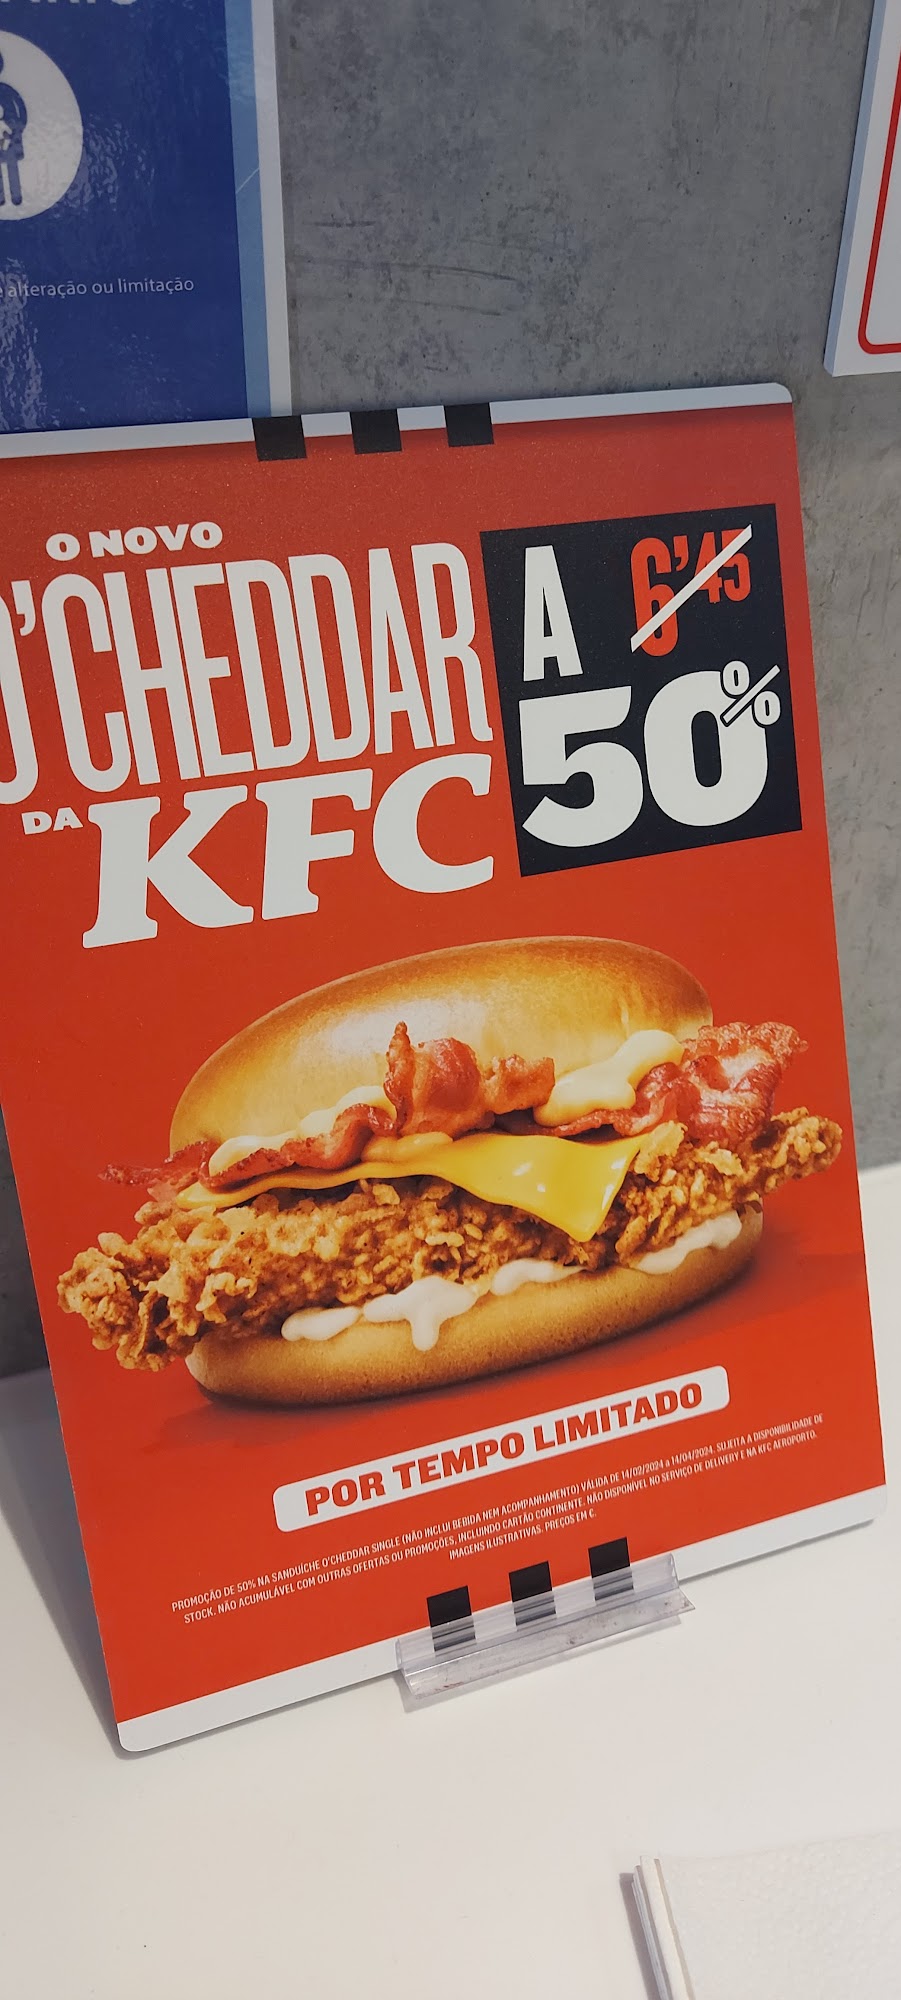 alteração ou limitação
O NOVO
O'CHEDDAR
DA KFC
A 6'45
50%
POR TEMPO LIMITADO
PROMOÇÃO DE 50% NA SANDUÍCHE O'CHEDDAR SINGLE (NÃO INCLUI BEBIDA NEM ACOMPANHAMENTO) VÁLIDA DE 14/02/2024 a 14/04/2024. SUJEITA A DISPONIBILIDADE DE
STOCK. NÃO ACUMULÁVEL COM OUTRAS OFERTAS OU PROMOÇÕES, INCLUINDO CARTÃO CONTINENTE. NÃO DISPONÍVEL NO SERVIÇO DE DELIVERY E NA KFC AEROPORTO.
IMAGENS ILUSTRATIVAS. PREÇOS EM €.